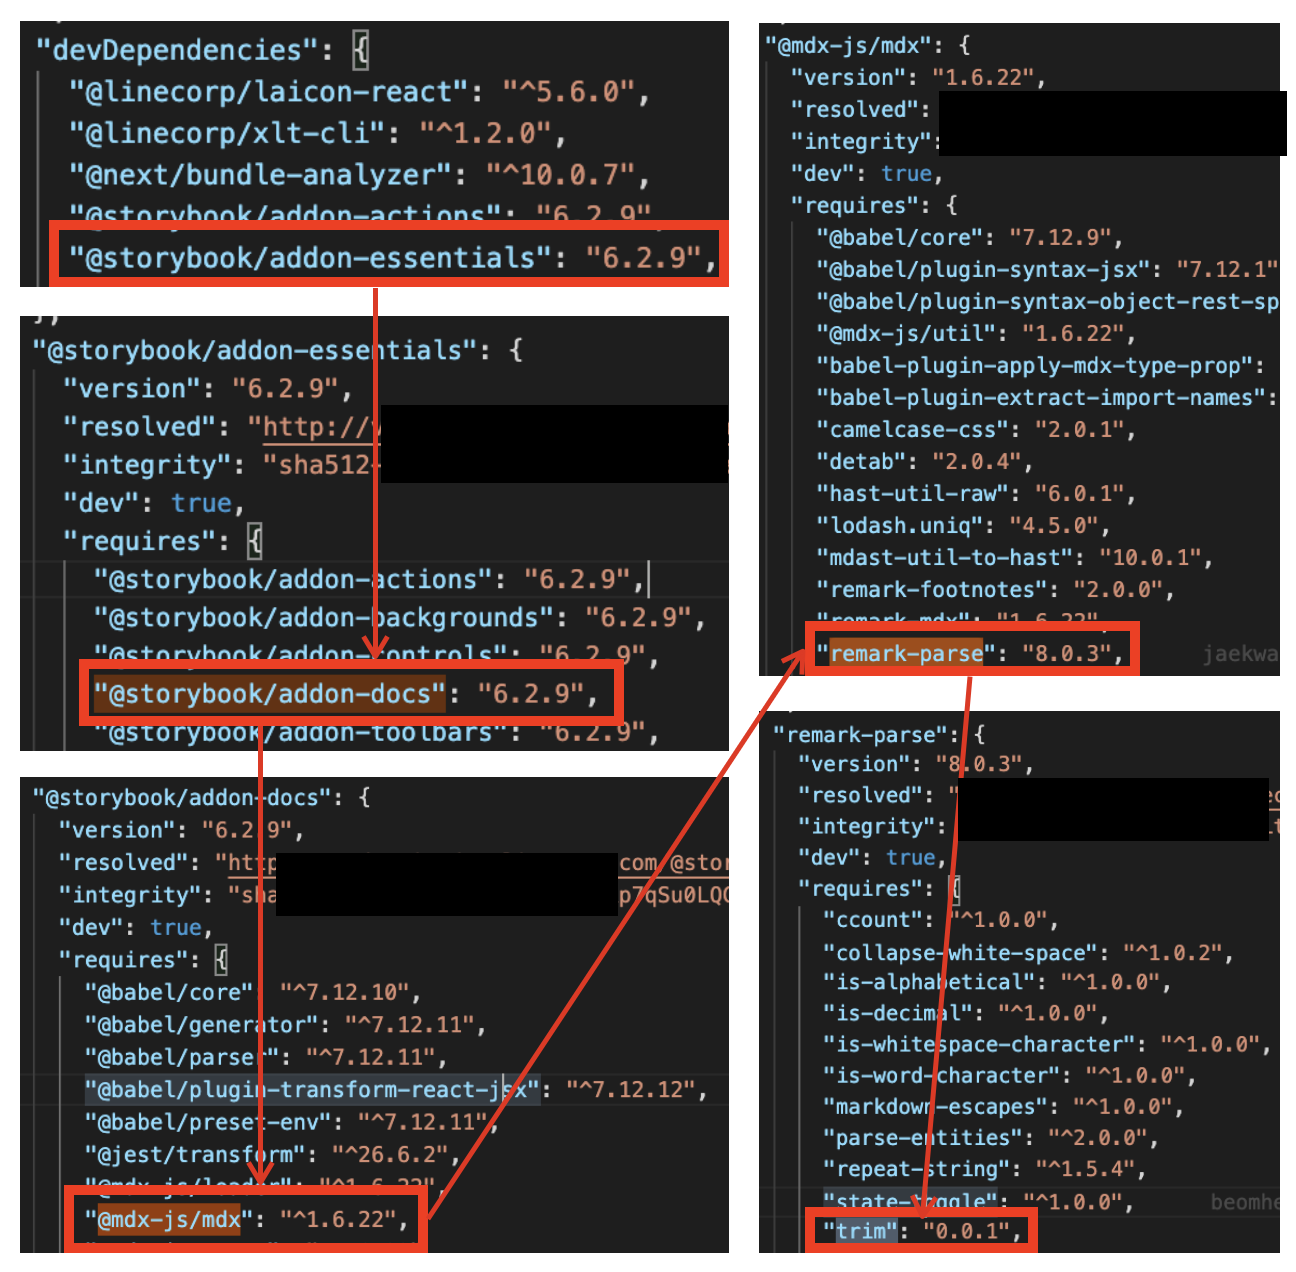 "devDependencies": {
"@linecorp/laicon-react": "^5.6.0",
"@linecorp/xlt-cli": "^1.2.0",
"@next/bundle-analyzer": "^10.0.7",
"@storybook/addon-actions": "6.2.9",
"@storybook/addon-essentials": "6.2.9",
},
"@storybook/addon-essentials": {
"version": "6.2.9",
"resolved": "http://
"integrity": "sha512-
"dev": true,
"requires": {
"@storybook/addon-actions": "6.2.9",
"@storybook/addon-backgrounds": "6.2.9",
"@storybook/addon-controls": "6.2.9",
"@storybook/addon-docs": "6.2.9",
"@storybook/addon-toolbars": "6.2.9",
"@storybook/addon-docs": {
"version": "6.2.9",
"resolved": "http com/@stor
"integrity": "sha p7qSu0LQ
"dev": true,
"requires": {
"@babel/core": "^7.12.10",
"@babel/generator": "^7.12.11",
"@babel/parser": "^7.12.11",
"@babel/plugin-transform-react-jsx": "^7.12.12",
"@babel/preset-env": "^7.12.11",
"@jest/transform": "^26.6.2",
"@mdx-js/loader": "^1.6.22",
"@mdx-js/mdx": "^1.6.22",
"@mdx-js/mdx": {
"version": "1.6.22",
"resolved":
"integrity":
"dev": true,
"requires": {
"@babel/core": "7.12.9",
"@babel/plugin-syntax-jsx": "7.12.1"
"@babel/plugin-syntax-object-rest-sp
"@mdx-js/util": "1.6.22",
"babel-plugin-apply-mdx-type-prop":
"babel-plugin-extract-import-names":
"camelcase-css": "2.0.1",
"detab": "2.0.4",
"hast-util-raw": "6.0.1",
"lodash.uniq": "4.5.0",
"mdast-util-to-hast": "10.0.1",
"remark-footnotes": "2.0.0",
"remark-mdx": "1.6.22",
"remark-parse": "8.0.3", jaekwa
"remark-parse": {
"version": "8.0.3",
"resolved": "
"integrity":
"dev": true,
"requires": {
"ccount": "^1.0.0",
"collapse-white-space": "^1.0.2",
"is-alphabetical": "^1.0.0",
"is-decimal": "^1.0.0",
"is-whitespace-character": "^1.0.0",
"is-word-character": "^1.0.0",
"markdown-escapes": "^1.0.0",
"parse-entities": "^2.0.0",
"repeat-string": "^1.5.4",
"state-toggle": "^1.0.0", beomhe
"trim": "0.0.1",